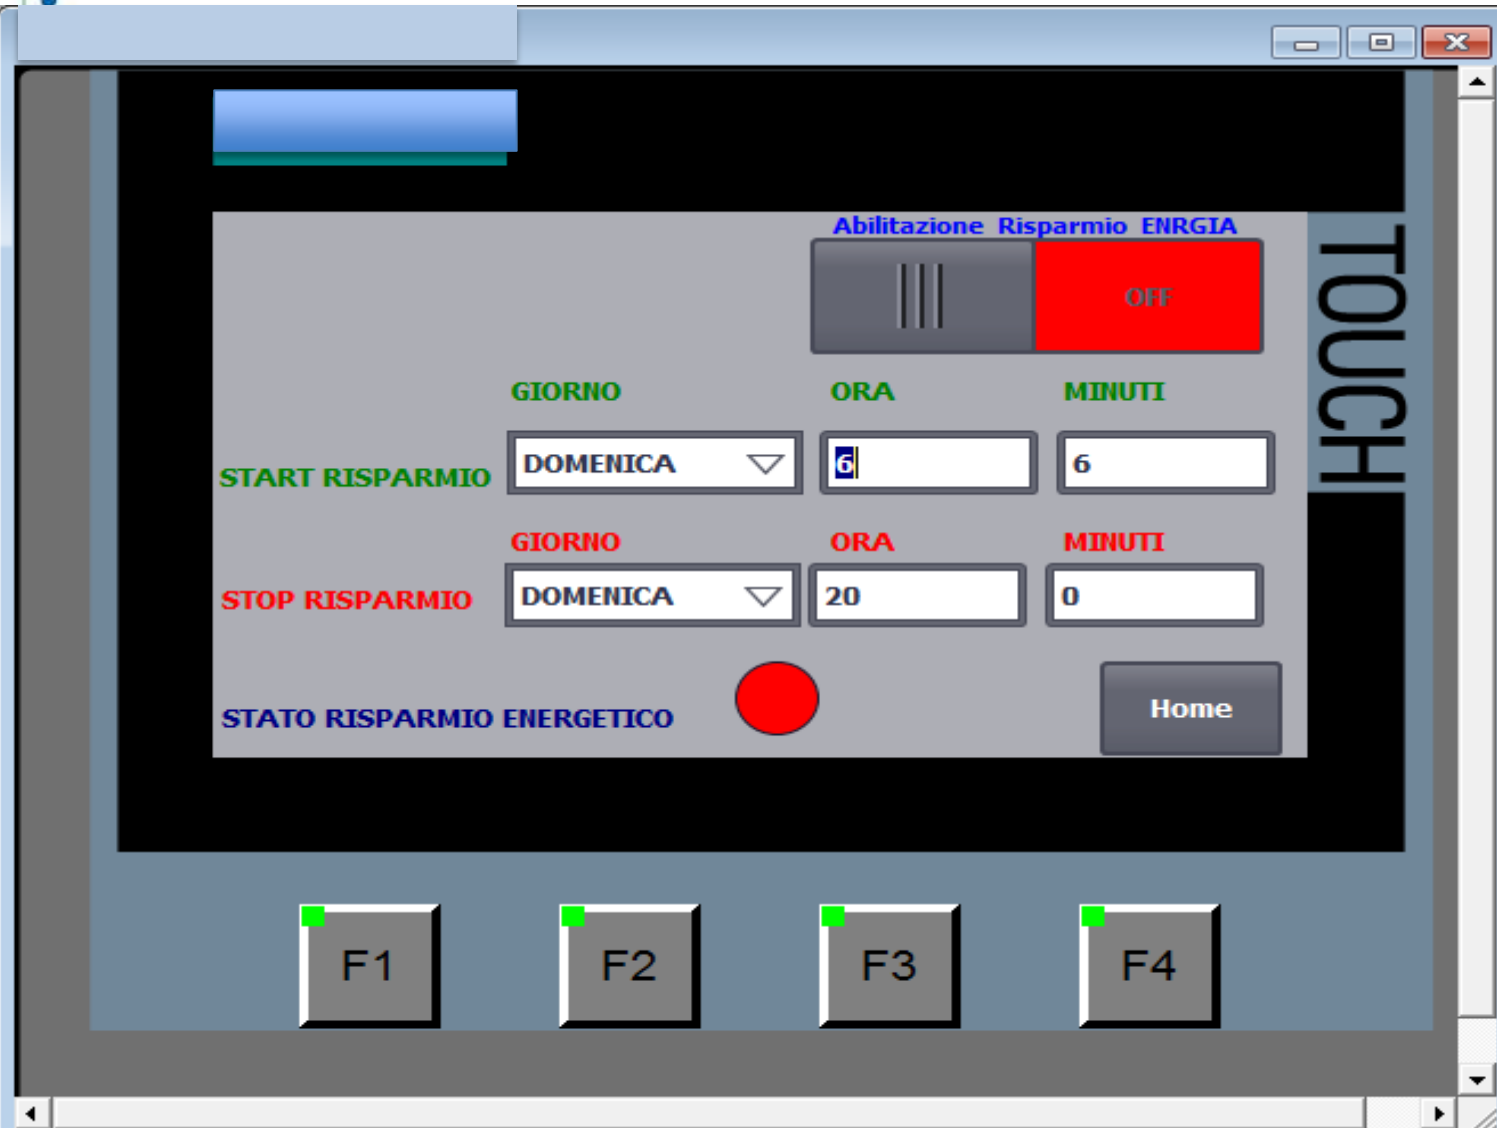 Abilitazione Risparmio ENRGIA
OFF
TOUCH
GIORNO ORA MINUTI
START RISPARMIO DOMENICA 6 6
GIORNO ORA MINUTI
STOP RISPARMIO DOMENICA 20 0
STATO RISPARMIO ENERGETICO Home
F1 F2 F3 F4